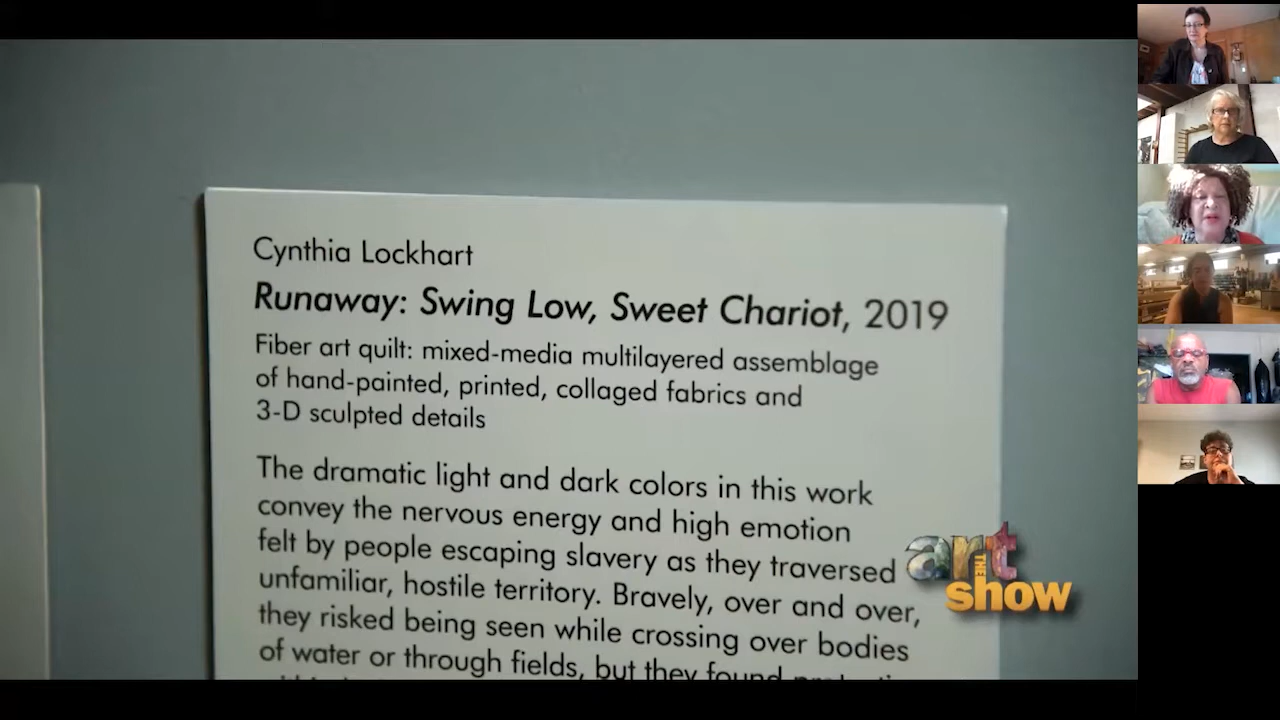 Cynthia Lockhart
Runaway: Swing Low, Sweet Chariot, 2019
Fiber art quilt: mixed-media multilayered assemblage
of hand-painted, printed, collaged fabrics and
3-D sculpted details
The dramatic light and dark colors in this work
convey the nervous energy and high emotion
felt by people escaping slavery as they traversed
unfamiliar, hostile territory. Bravely, over and over,
they risked being seen while crossing over bodies
of water or through fields, but they found
art
THE
show